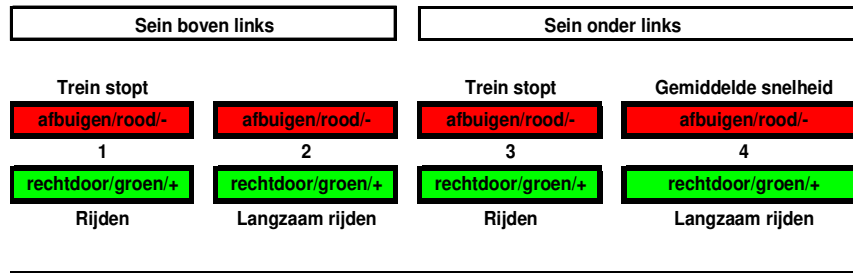 Sein boven links Sein onder links
Trein stopt Trein stopt Gemiddelde snelheid
afbuigen/rood/- afbuigen/rood/- afbuigen/rood/- afbuigen/rood/-
1 2 3 4
rechtdoor/groen/+ rechtdoor/groen/+ rechtdoor/groen/+ rechtdoor/groen/+
Rijden Langzaam rijden Rijden Langzaam rijden